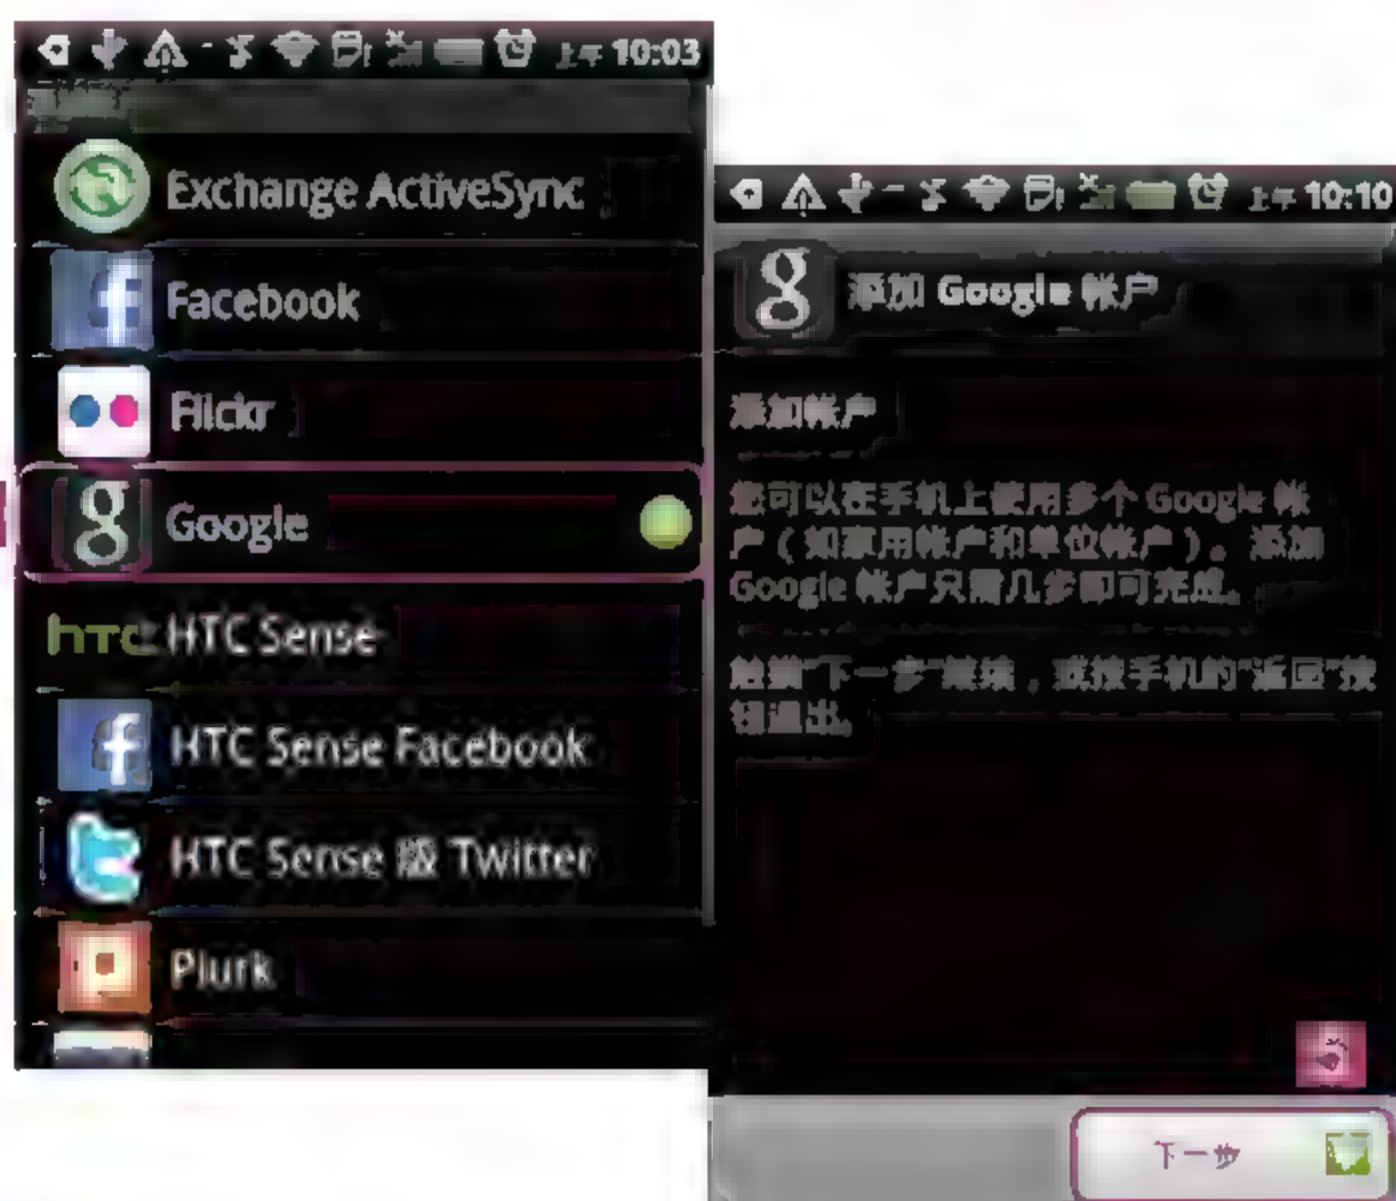 上午 10:03
Exchange ActiveSync
Facebook
Flickr
Google
htc HTC Sense
HTC Sense Facebook
HTC Sense 版 Twitter
Plurk
上午 10:10
添加 Google 帐户
添加帐户
您可以在手机上使用多个 Google 帐
户（如家用帐户和单位帐户）。添加
Google 帐户只需几步即可完成。
触摸“下一步”继续，或按手机的“返回”按
钮退出。
5
下一步